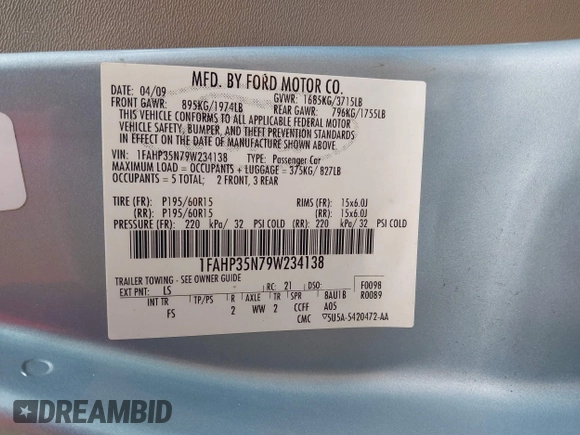 MFD. BY FORD MOTOR CO.
DATE: 04/09 GVWR: 1685KG/3715LB
FRONT GAWR: 895KG/1974LB REAR GAWR: 796KG/1755LB
THIS VEHICLE CONFORMS TO ALL APPLICABLE FEDERAL MOTOR
VEHICLE SAFETY, BUMPER, AND THEFT PREVENTION STANDARDS
IN EFFECT ON THE DATE OF MANUFACTURE SHOWN ABOVE.
VIN: 1FAHP35N79W234138 TYPE: Passenger Car
MAXIMUM LOAD = OCCUPANTS + LUGGAGE = 375KG/ 827LB
OCCUPANTS = 5 TOTAL: 2 FRONT, 3 REAR
TIRE (FR): P195/60R15 RIMS (FR): 15x6.0J
(RR): P195/60R15 (RR): 15x6.0J
PRESSURE (FR): 220 kPa/ 32 PSI COLD (RR): 220 kPa/ 32 PSI COLD
1FAHP35N79W234138
TRAILER TOWING - SEE OWNER GUIDE
EXT PNT: LS RC: 21 DSO: F0098
INT TR TP/PS R AXLE TR SPR 8AU1B R0089
FS 2 WW 2 CCFF A05
CMC 5U5A-5420472-AA
DREAMBID